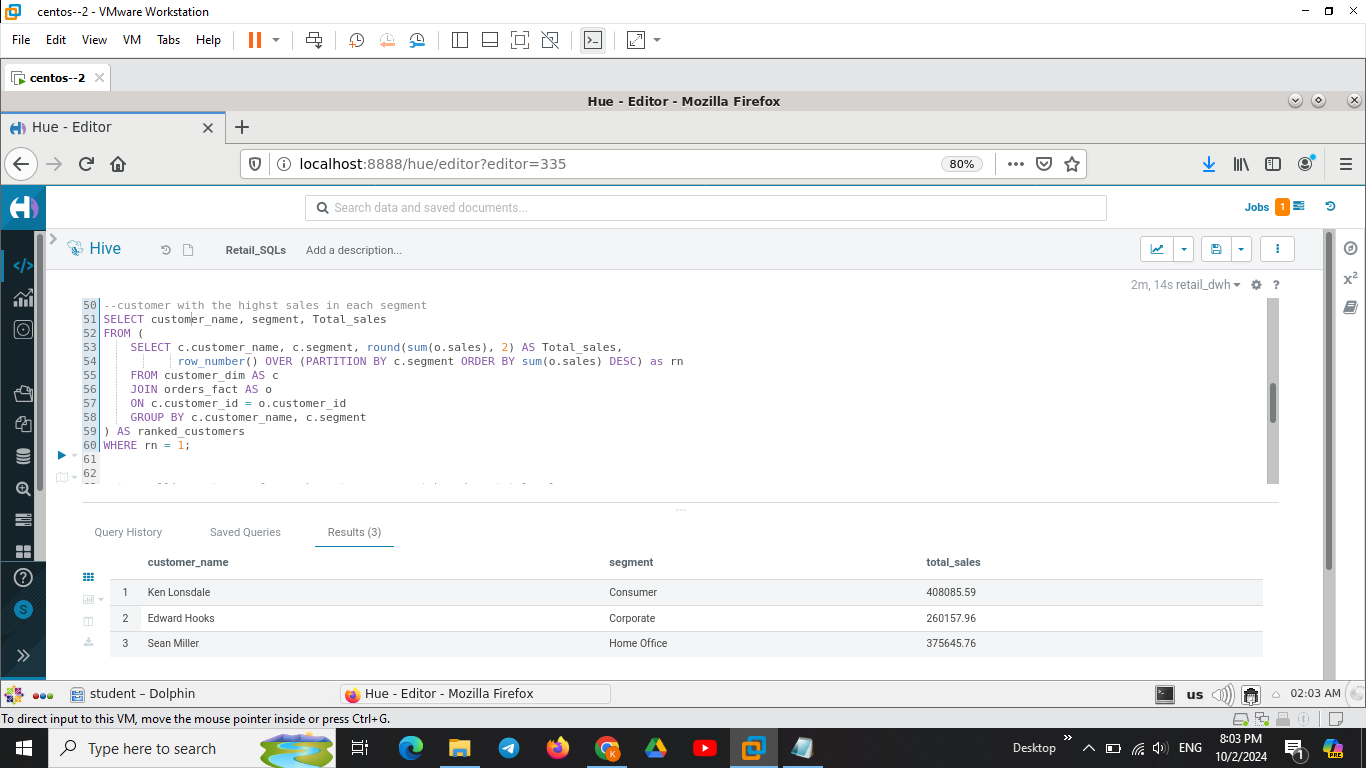 centos--2 - VMware Workstation
File Edit View VM Tabs Help
centos--2
Hue - Editor - Mozilla Firefox
Hue - Editor
localhost:8888/hue/editor?editor=335 80%
Search data and saved documents...
Jobs 1
Hive Retail_SQLs Add a description...
2m, 14s retail_dwh ?
50 --customer with the highst sales in each segment
51 SELECT customer_name, segment, Total_sales
52 FROM (
53 SELECT c.customer_name, c.segment, round(sum(o.sales), 2) AS Total_sales,
54 row_number() OVER (PARTITION BY c.segment ORDER BY sum(o.sales) DESC) as rn
55 FROM customer_dim AS c
56 JOIN orders_fact AS o
57 ON c.customer_id = o.customer_id
58 GROUP BY c.customer_name, c.segment
59 ) AS ranked_customers
60 WHERE rn = 1;
61
62
Query History Saved Queries Results (3)
customer_name segment total_sales
1 Ken Lonsdale Consumer 408085.59
2 Edward Hooks Corporate 260157.96
3 Sean Miller Home Office 375645.76
S
student – Dolphin Hue - Editor - Mozilla Firefox us 02:03 AM
To direct input to this VM, move the mouse pointer inside or press Ctrl+G.
Type here to search Desktop ENG 8:03 PM
10/2/2024